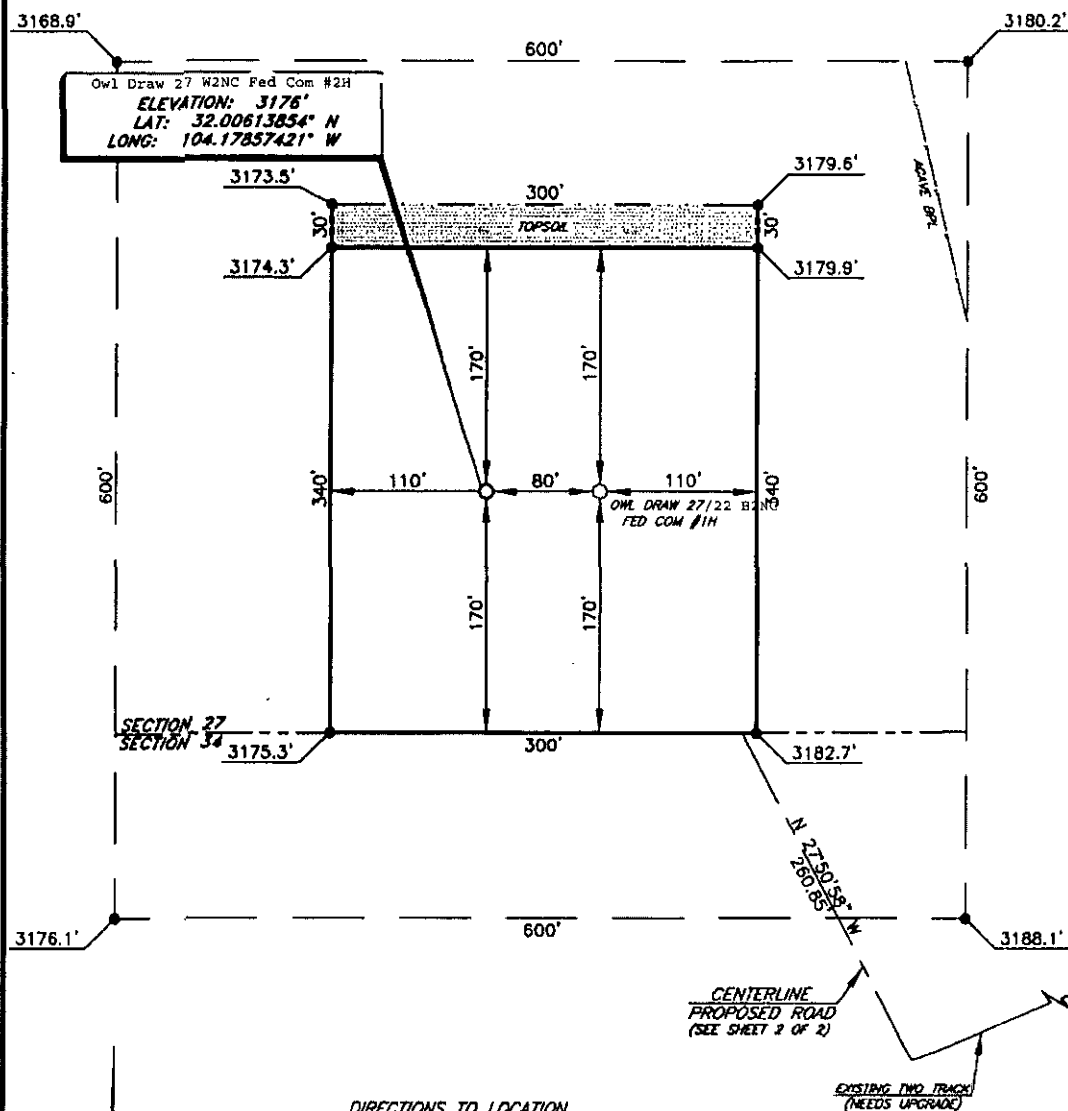 3168.9'
3180.2'
600'
Owl Draw 27 W2NC Fed Com #2H
ELEVATION: 3176'
LAT: 32.00613854° N
LONG: 104.17857421° W
AGAVE BPL
3173.5'
300'
3179.6'
30'
TOPSOIL
30'
3174.3'
3179.9'
170'
170'
600'
340'
110'
80'
110'
340'
600'
OWL DRAW 27/22
FED COM #1H
170'
170'
SECTION 27
SECTION 34
3175.3'
300'
3182.7'
N 27°50'58" W
260.85'
3176.1'
600'
3188.1'
CENTERLINE
PROPOSED ROAD
(SEE SHEET 2 OF 2)
EXISTING TWO TRACK
(NEEDS UPGRADE)
DIRECTIONS TO LOCATION